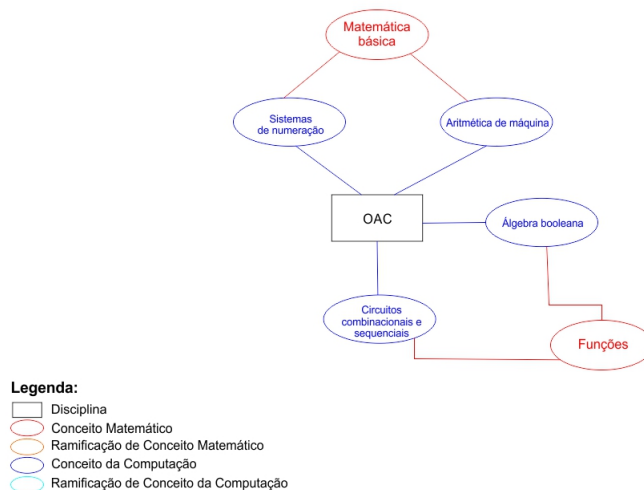 Matemática
básica
Sistemas
de numeração
Aritmética de máquina
OAC
Álgebra booleana
Circuitos
combinacionais e
sequenciais
Funções
Legenda:
Disciplina
Conceito Matemático
Ramificação de Conceito Matemático
Conceito da Computação
Ramificação de Conceito da Computação